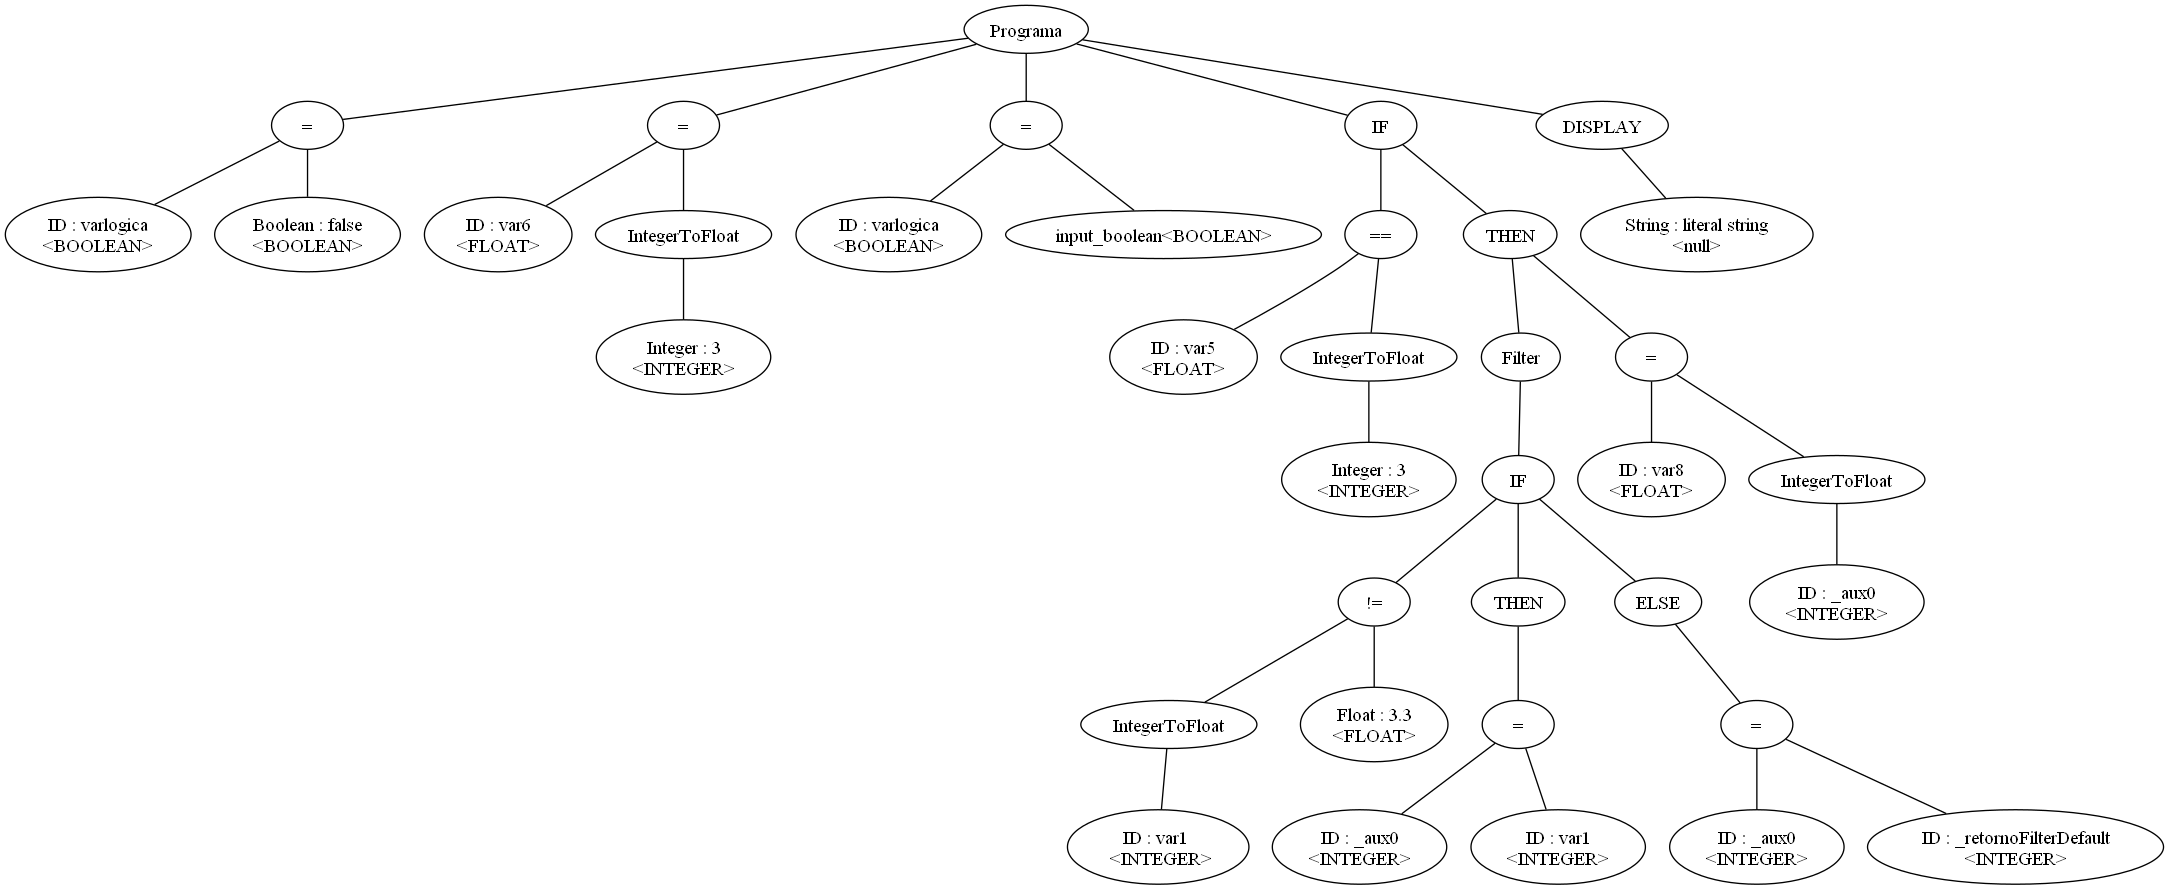 Programa
=
=
=
IF
DISPLAY
ID : varlogica
<BOOLEAN>
Boolean : false
<BOOLEAN>
ID : var6
<FLOAT>
IntegerToFloat
ID : varlogica
<BOOLEAN>
input_boolean<BOOLEAN>
==
THEN
String : literal string
<null>
Integer : 3
<INTEGER>
ID : var5
<FLOAT>
IntegerToFloat
Filter
=
Integer : 3
<INTEGER>
IF
ID : var8
<FLOAT>
IntegerToFloat
!=
THEN
ELSE
ID : _aux0
<INTEGER>
IntegerToFloat
Float : 3.3
<FLOAT>
=
=
ID : var1
<INTEGER>
ID : _aux0
<INTEGER>
ID : var1
<INTEGER>
ID : _aux0
<INTEGER>
ID : _retornoFilterDefault
<INTEGER>